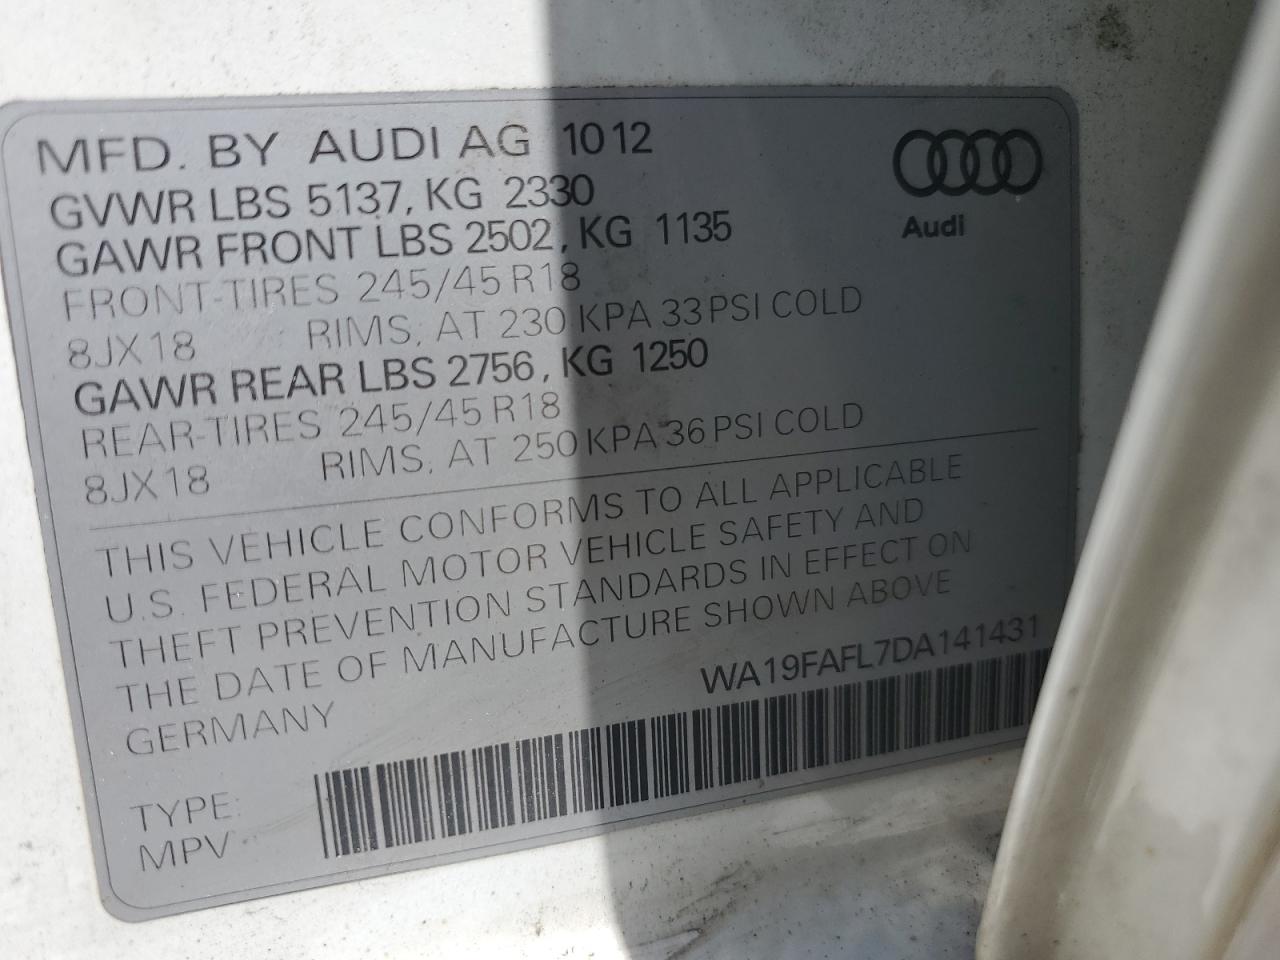 MFD. BY AUDI AG 1012
GVWR LBS 5137, KG 2330
GAWR FRONT LBS 2502, KG 1135
FRONT-TIRES 245/45 R18
8JX18 RIMS, AT 230 KPA 33 PSI COLD
GAWR REAR LBS 2756, KG 1250
REAR-TIRES 245/45 R18
8JX18 RIMS, AT 250 KPA 36 PSI COLD
Audi
THIS VEHICLE CONFORMS TO ALL APPLICABLE
U.S. FEDERAL MOTOR VEHICLE SAFETY AND
THEFT PREVENTION STANDARDS IN EFFECT ON
THE DATE OF MANUFACTURE SHOWN ABOVE
GERMANY
WA19FAFL7DA141431
TYPE:
MPV